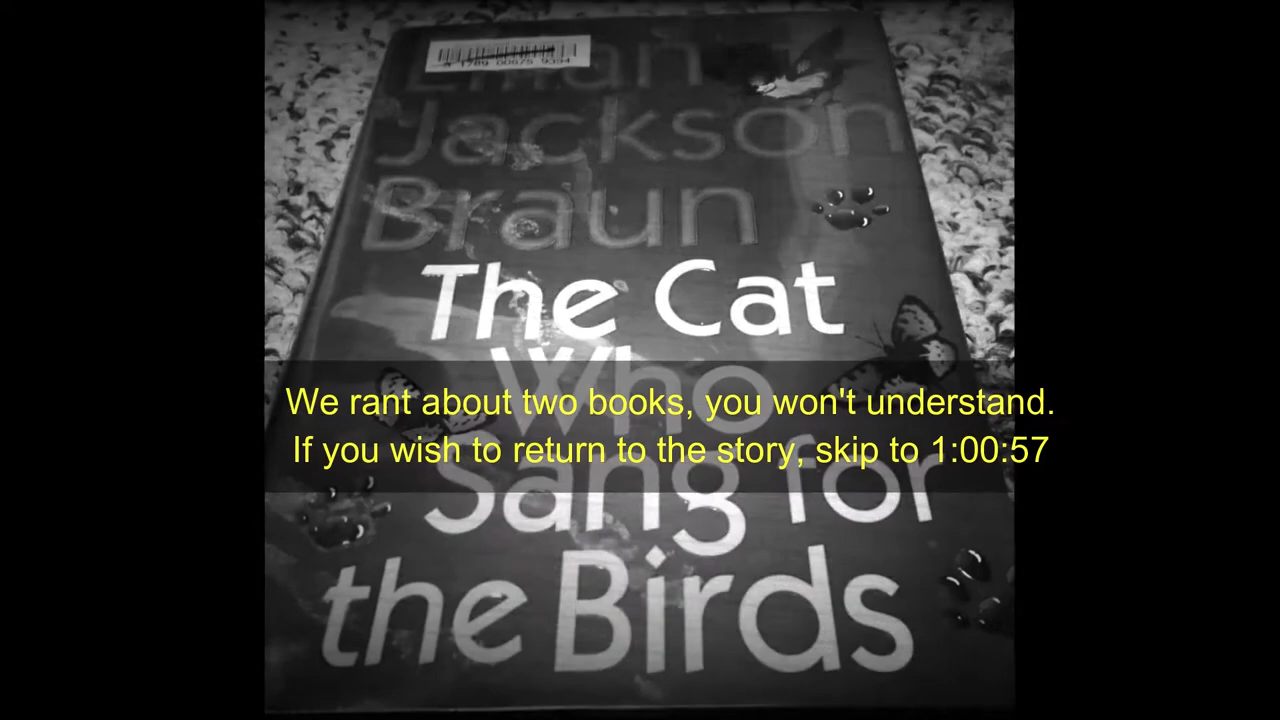 Lilian
Jackson
Braun
The Cat
Who
We rant about two books, you won't understand.
If you wish to return to the story, skip to 1:00:57
Sang for
the Birds